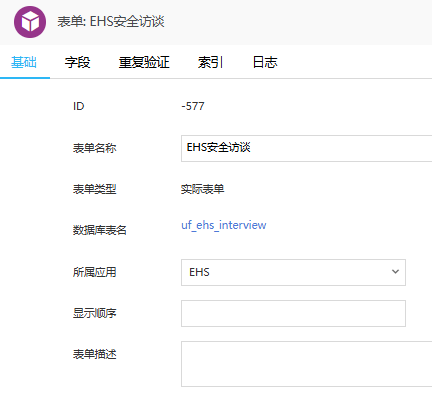 表单: EHS安全访谈
基础 字段 重复验证 索引 日志
ID -577
表单名称 EHS安全访谈
表单类型 实际表单
数据库表名 uf_ehs_interview
所属应用 EHS
显示顺序
表单描述